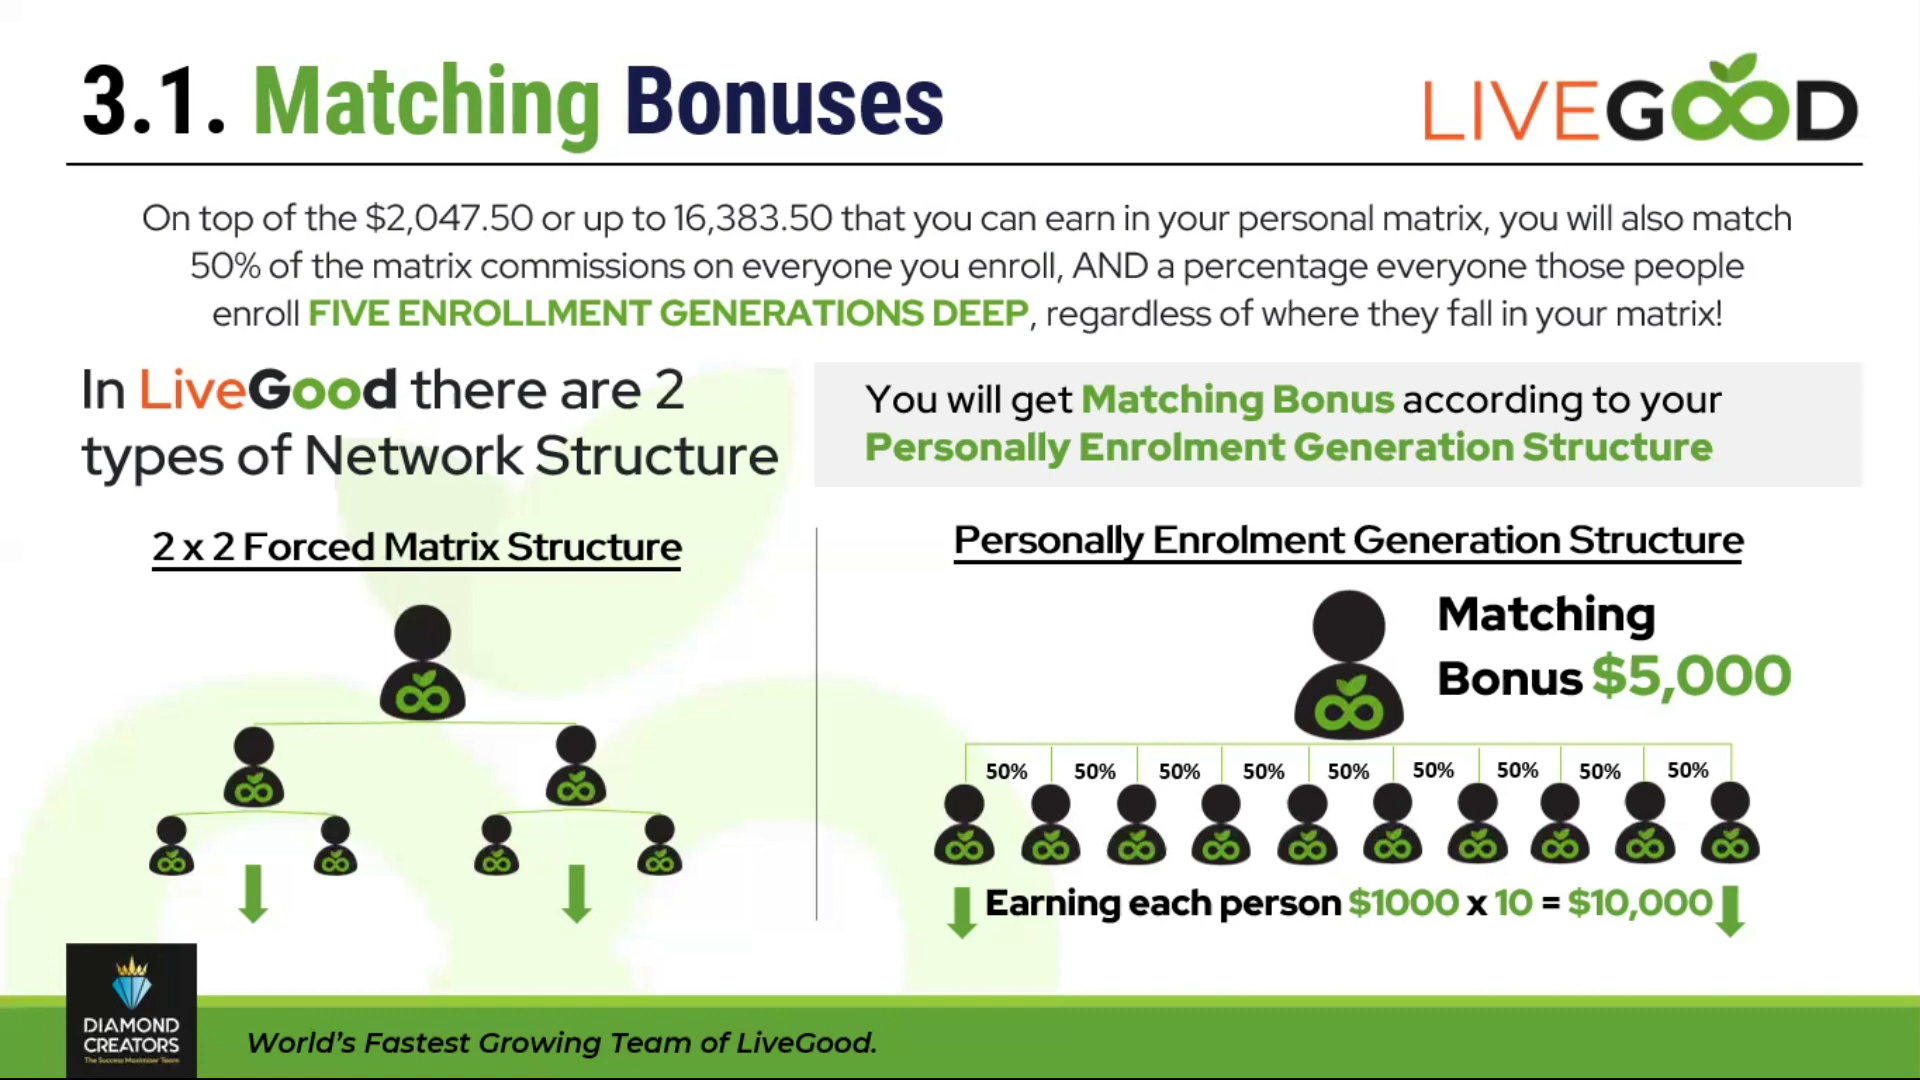 3.1. Matching Bonuses
LIVEGOOD
On top of the $2,047.50 or up to 16,383.50 that you can earn in your personal matrix, you will also match
50% of the matrix commissions on everyone you enroll, AND a percentage everyone those people
enroll FIVE ENROLLMENT GENERATIONS DEEP, regardless of where they fall in your matrix!
In LiveGood there are 2
types of Network Structure
You will get Matching Bonus according to your
Personally Enrolment Generation Structure
2 x 2 Forced Matrix Structure
Personally Enrolment Generation Structure
Matching
Bonus $5,000
50% 50% 50% 50% 50% 50% 50% 50% 50%
Earning each person $1000 x 10 = $10,000
DIAMOND
CREATORS
The Success Maximizer Team
World's Fastest Growing Team of LiveGood.